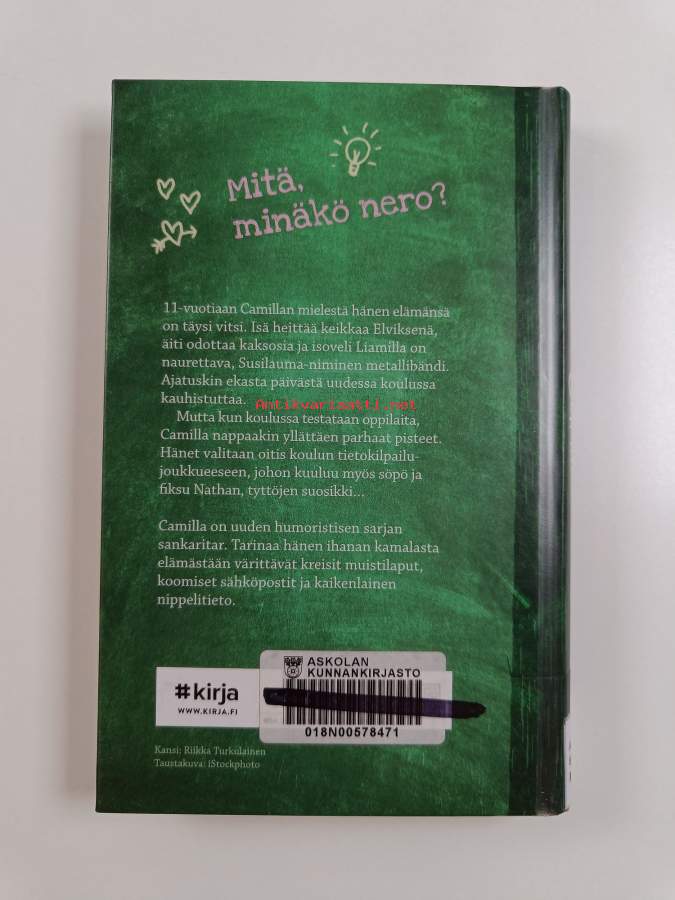 Mitä,
minäkö nero?
11-vuotiaan Camillan mielestä hänen elämänsä
on täysi vitsi. Isä heittää keikkaa Elviksenä,
äiti odottaa kaksosia ja isoveli Liamilla on
naurettava, Susilauma-niminen metallibändi.
Ajatuskin ekasta päivästä uudessa koulussa
kauhistuttaa.
Antikvariaatti.net
Mutta kun koulussa testataan oppilaita,
Camilla nappaakin yllättäen parhaat pisteet.
Hänet valitaan oitis koulun tietokilpailu-
joukkueeseen, johon kuuluu myös söpö ja
fiksu Nathan, tyttöjen suosikki...
Camilla on uuden humoristisen sarjan
sankaritar. Tarinaa hänen ihanan kamalasta
elämästään värittävät kreisit muistilaput,
koomiset sähköpostit ja kaikenlainen
nippelitieto.
#kirja
WWW.KIRJA.FI
ASKOLAN
KUNNANKIRJASTO
018N00578471
Kansi: Riikka Turkulainen
Taustakuva: iStockphoto